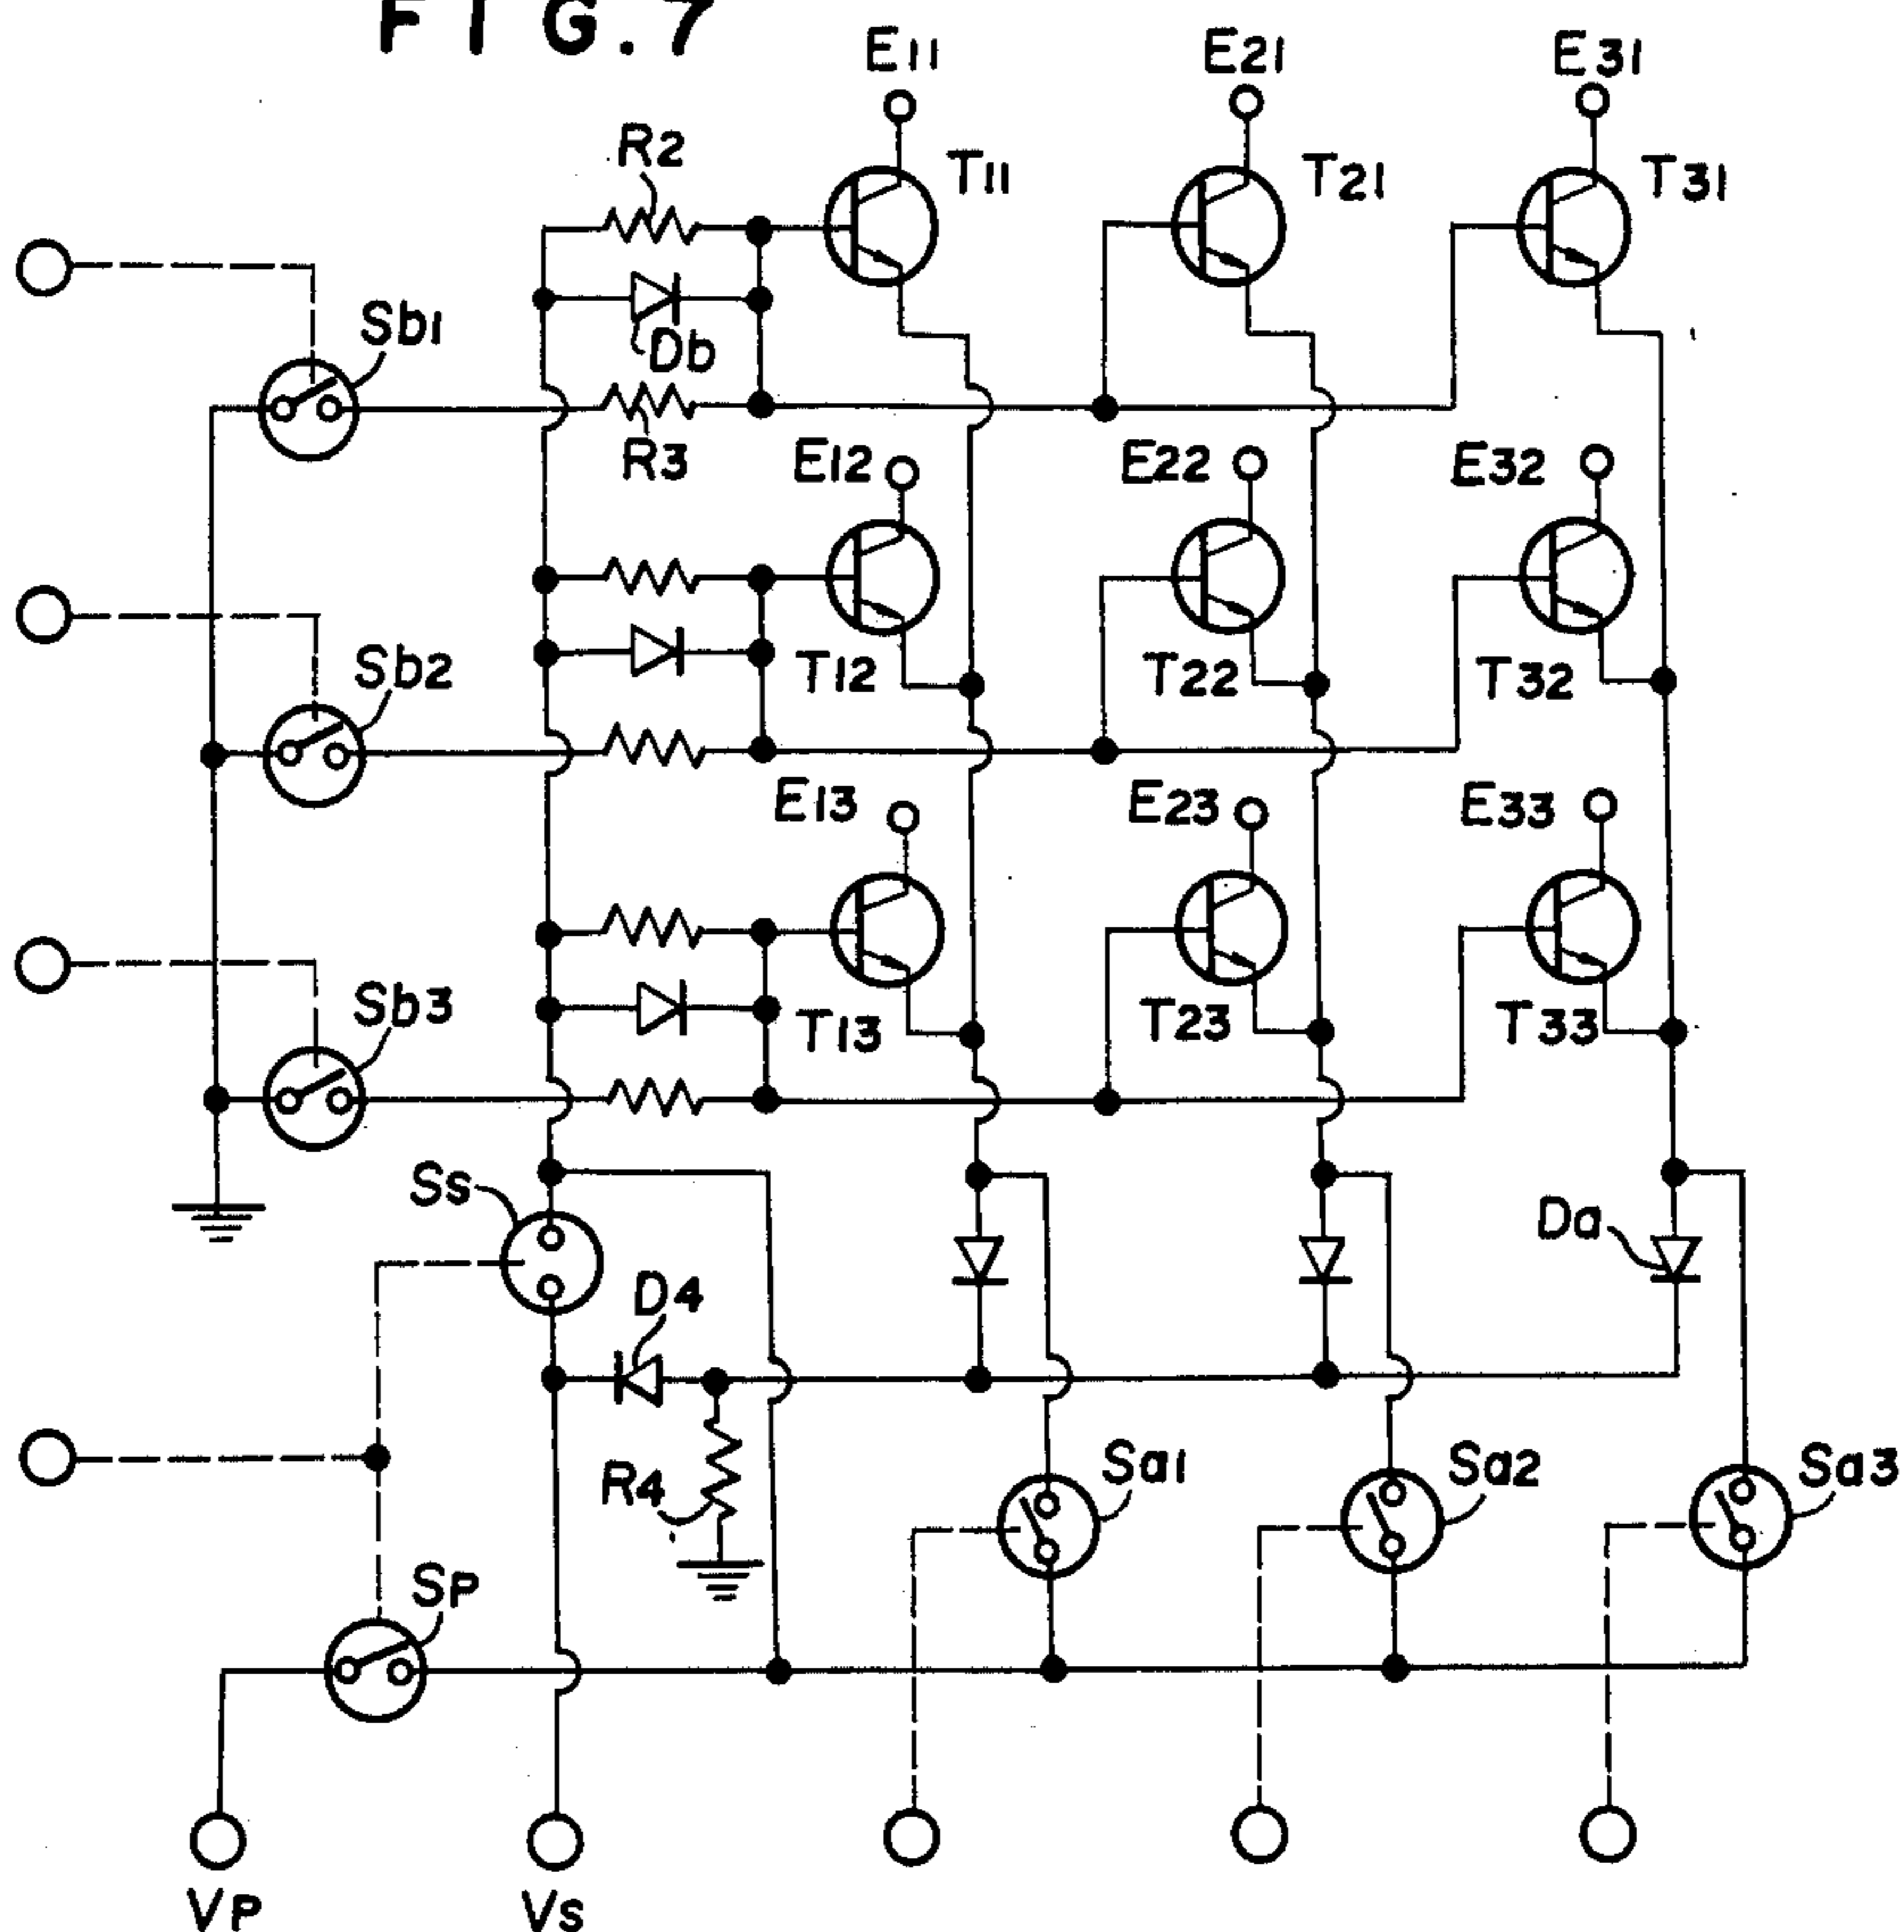 FIG.7
E11 E21 E31
R2 T11 T21 T31
Sb1 Db
R3 E12 E22 E32
Sb2 T12 T22 T32
E13 E23 E33
Sb3 T13 T23 T33
Ss Da
D4
R4 Sa1 Sa2 Sa3
SP
VP Vs